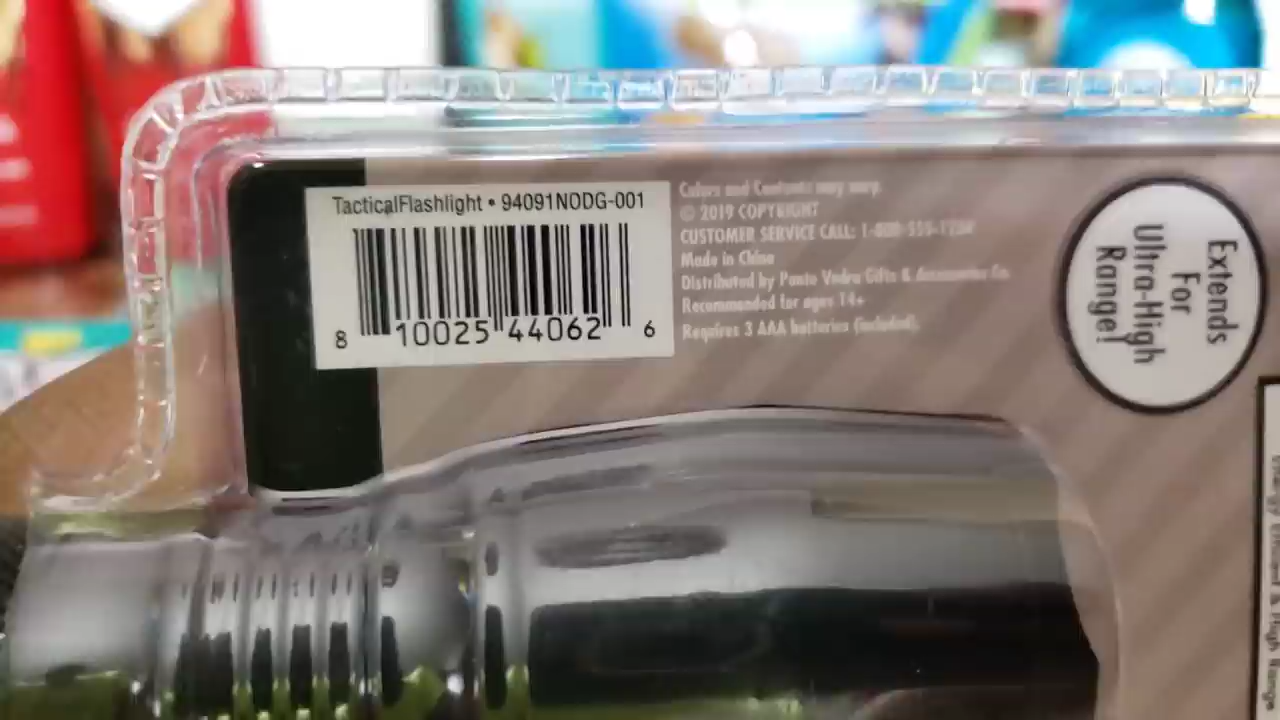 TacticalFlashlight • 94091NODG-001
8 10025 44062 6
Colors and Contents may vary.
© 2019 COPYRIGHT
CUSTOMER SERVICE CALL:
Made in China
Distributed by Ponte Vedra Gifts & Accessories Co.
Recommended for ages 14+
Requires 3 AAA batteries (included).
Extends
For
Ultra-High
Range!
& High Range